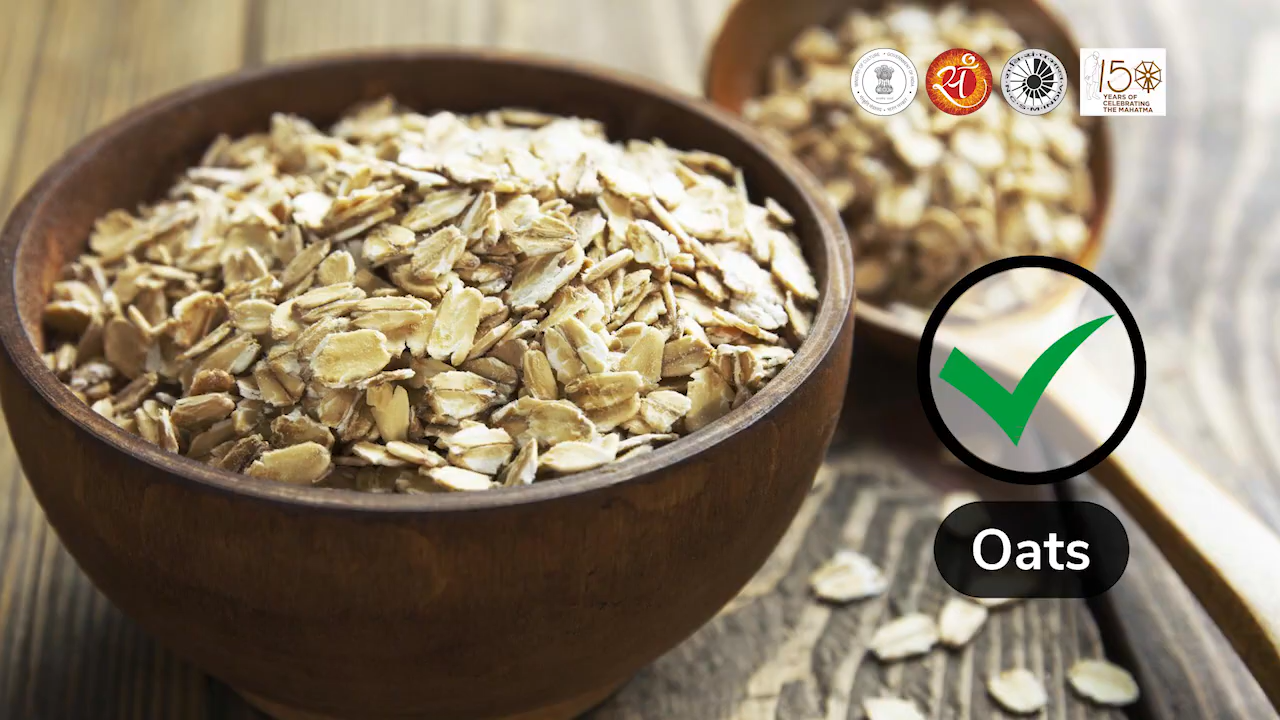 सं
150
YEARS OF
CELEBRATING
THE MAHATMA
Oats